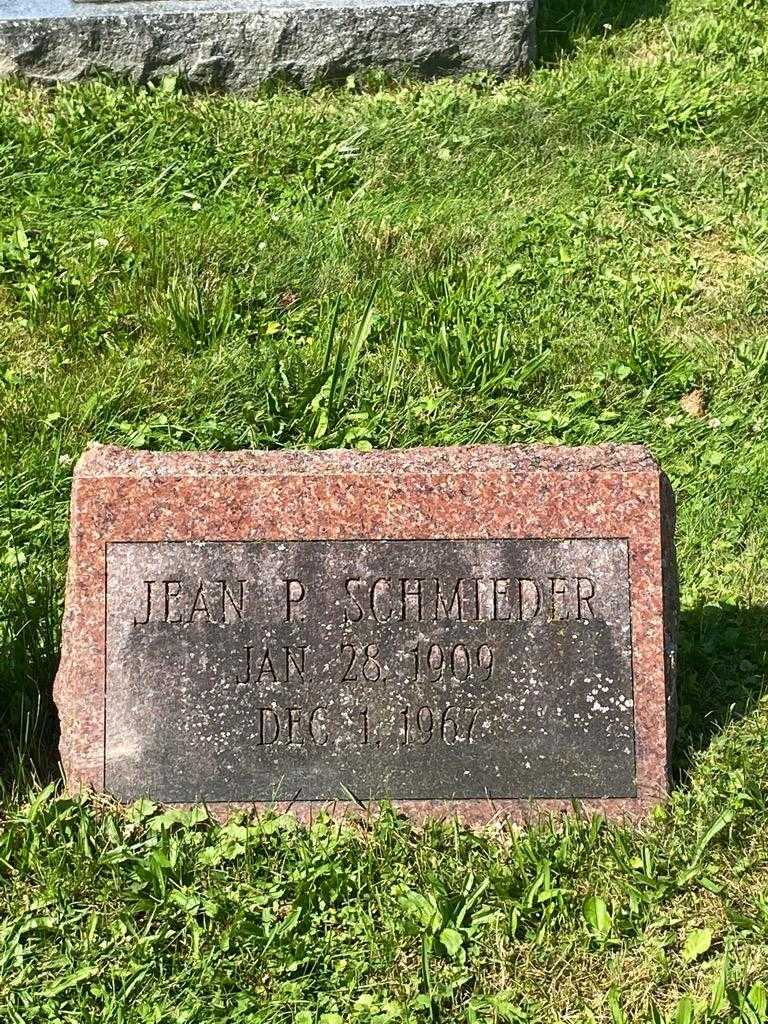 JEAN P. SCHMIEDER
JAN. 28, 1909
DEC. 1, 1967